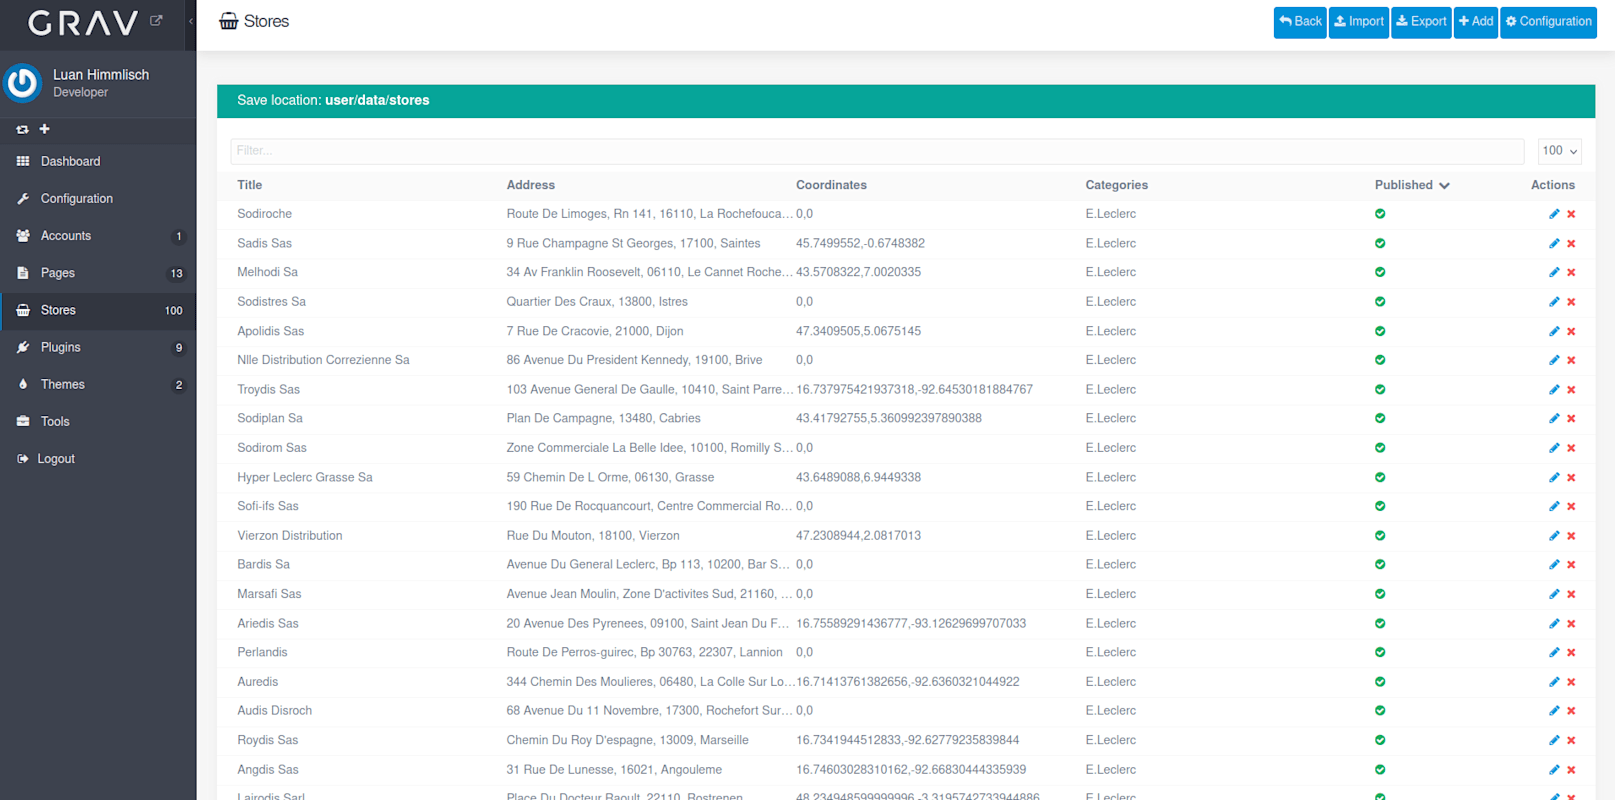 GRAV
Stores
Back
Import
Export
Add
Configuration
Luan Himmlisch
Developer
Dashboard
Configuration
Accounts 1
Pages 13
Stores 100
Plugins 9
Themes 2
Tools
Logout
Save location: user/data/stores
Filter... 100
Title Address Coordinates Categories Published Actions
Sodiroche Route De Limoges, Rn 141, 16110, La Rochefouca... 0,0 E.Leclerc
Sadis Sas 9 Rue Champagne St Georges, 17100, Saintes 45.7499552,-0.6748382 E.Leclerc
Melhodi Sa 34 Av Franklin Roosevelt, 06110, Le Cannet Roche... 43.5708322,7.0020335 E.Leclerc
Sodistres Sa Quartier Des Craux, 13800, Istres 0,0 E.Leclerc
Apolidis Sas 7 Rue De Cracovie, 21000, Dijon 47.3409505,5.0675145 E.Leclerc
Nlle Distribution Correzienne Sa 86 Avenue Du President Kennedy, 19100, Brive 0,0 E.Leclerc
Troydis Sas 103 Avenue General De Gaulle, 10410, Saint Parre... 16.737975421937318,-92.64530181884767 E.Leclerc
Sodiplan Sa Plan De Campagne, 13480, Cabries 43.41792755,5.360992397890388 E.Leclerc
Sodirom Sas Zone Commerciale La Belle Idee, 10100, Romilly S... 0,0 E.Leclerc
Hyper Leclerc Grasse Sa 59 Chemin De L Orme, 06130, Grasse 43.6489088,6.9449338 E.Leclerc
Sofi-ifs Sas 190 Rue De Rocquancourt, Centre Commercial Ro... 0,0 E.Leclerc
Vierzon Distribution Rue Du Mouton, 18100, Vierzon 47.2308944,2.0817013 E.Leclerc
Bardis Sa Avenue Du General Leclerc, Bp 113, 10200, Bar S... 0,0 E.Leclerc
Marsafi Sas Avenue Jean Moulin, Zone D'activites Sud, 21160, ... 0,0 E.Leclerc
Ariedis Sas 20 Avenue Des Pyrenees, 09100, Saint Jean Du F... 16.75589291436777,-93.12629699707033 E.Leclerc
Perlandis Route De Perros-guirec, Bp 30763, 22307, Lannion 0,0 E.Leclerc
Auredis 344 Chemin Des Moulieres, 06480, La Colle Sur Lo... 16.71413761382656,-92.6360321044922 E.Leclerc
Audis Disroch 68 Avenue Du 11 Novembre, 17300, Rochefort Sur... 0,0 E.Leclerc
Roydis Sas Chemin Du Roy D'espagne, 13009, Marseille 16.7341944512833,-92.62779235839844 E.Leclerc
Angdis Sas 31 Rue De Lunesse, 16021, Angouleme 16.74603028310162,-92.66830444335939 E.Leclerc
Lairodis Sarl Place Du Docteur Raoult, 22110, Rostrenen 48.234948599999996,-3.3195742733944886 E.Leclerc